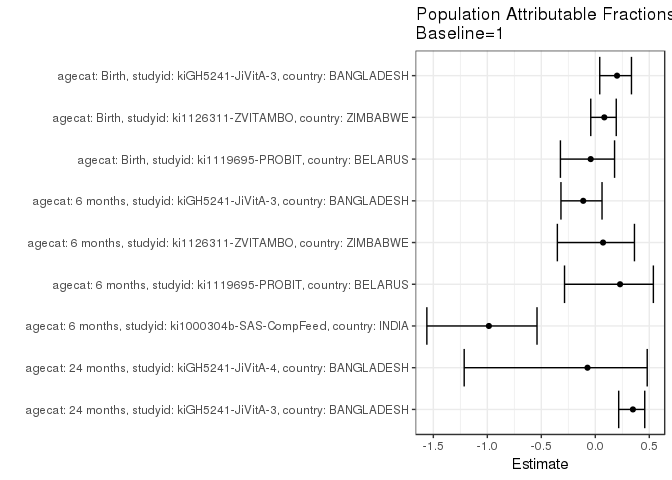 Population Attributable Fractions
Baseline=1
agecat: Birth, studyid: kiGH5241-JiVitA-3, country: BANGLADESH
agecat: Birth, studyid: ki1126311-ZVITAMBO, country: ZIMBABWE
agecat: Birth, studyid: ki1119695-PROBIT, country: BELARUS
agecat: 6 months, studyid: kiGH5241-JiVitA-3, country: BANGLADESH
agecat: 6 months, studyid: ki1126311-ZVITAMBO, country: ZIMBABWE
agecat: 6 months, studyid: ki1119695-PROBIT, country: BELARUS
agecat: 6 months, studyid: ki1000304b-SAS-CompFeed, country: INDIA
agecat: 24 months, studyid: kiGH5241-JiVitA-4, country: BANGLADESH
agecat: 24 months, studyid: kiGH5241-JiVitA-3, country: BANGLADESH
-1.5 -1.0 -0.5 0.0 0.5
Estimate